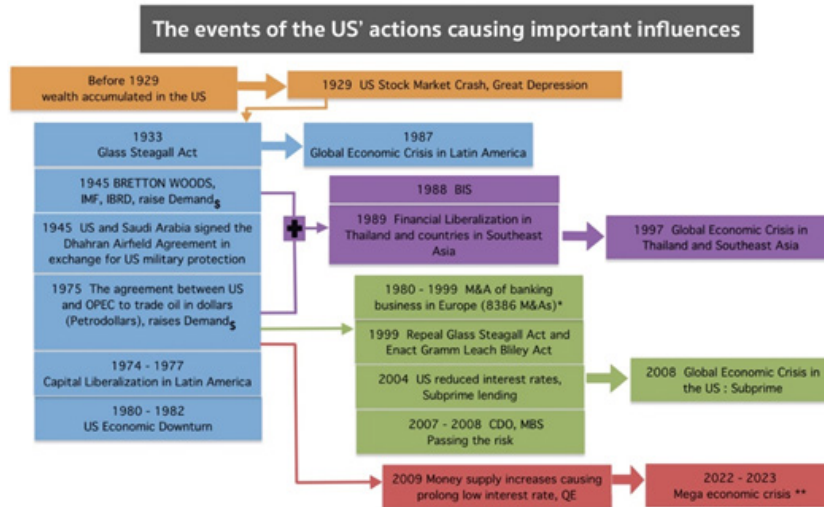 The events of the US' actions causing important influences
Before 1929
wealth accumulated in the US
1929 US Stock Market Crash, Great Depression
1933
Glass Steagall Act
1987
Global Economic Crisis in Latin America
1945 BRETTON WOODS,
IMF, IBRD, raise Demand$
1988 BIS
1945 US and Saudi Arabia signed the
Dhahran Airfield Agreement in
exchange for US military protection
+
1989 Financial Liberalization in
Thailand and countries in Southeast
Asia
1997 Global Economic Crisis in
Thailand and Southeast Asia
1975 The agreement between US
and OPEC to trade oil in dollars
(Petrodollars), raises Demand$
1980 - 1999 M&A of banking
business in Europe (8386 M&As)*
1999 Repeal Glass Steagall Act and
Enact Gramm Leach Bliley Act
1974 - 1977
Capital Liberalization in Latin America
2004 US reduced interest rates,
Subprime lending
2008 Global Economic Crisis in
the US : Subprime
1980 - 1982
US Economic Downturn
2007 - 2008 CDO, MBS
Passing the risk
2009 Money supply increases causing
prolong low interest rate, QE
2022 - 2023
Mega economic crisis **